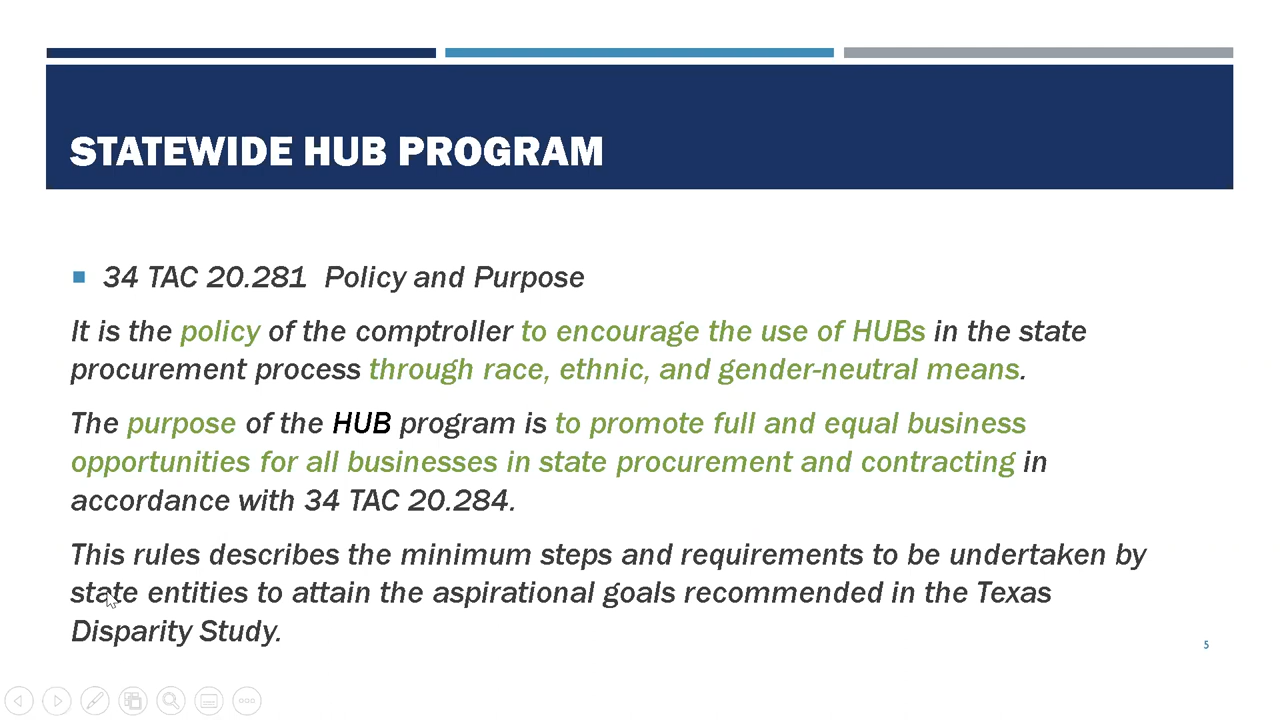 STATEWIDE HUB PROGRAM
34 TAC 20.281 Policy and Purpose
It is the policy of the comptroller to encourage the use of HUBs in the state
procurement process through race, ethnic, and gender-neutral means.
The purpose of the HUB program is to promote full and equal business
opportunities for all businesses in state procurement and contracting in
accordance with 34 TAC 20.284.
This rules describes the minimum steps and requirements to be undertaken by
state entities to attain the aspirational goals recommended in the Texas
Disparity Study.
5